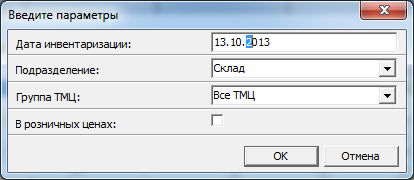 Введите параметры
Дата инвентаризации: 13.10.2013
Подразделение: Склад
Группа ТМЦ: Все ТМЦ
В розничных ценах:
OK Отмена